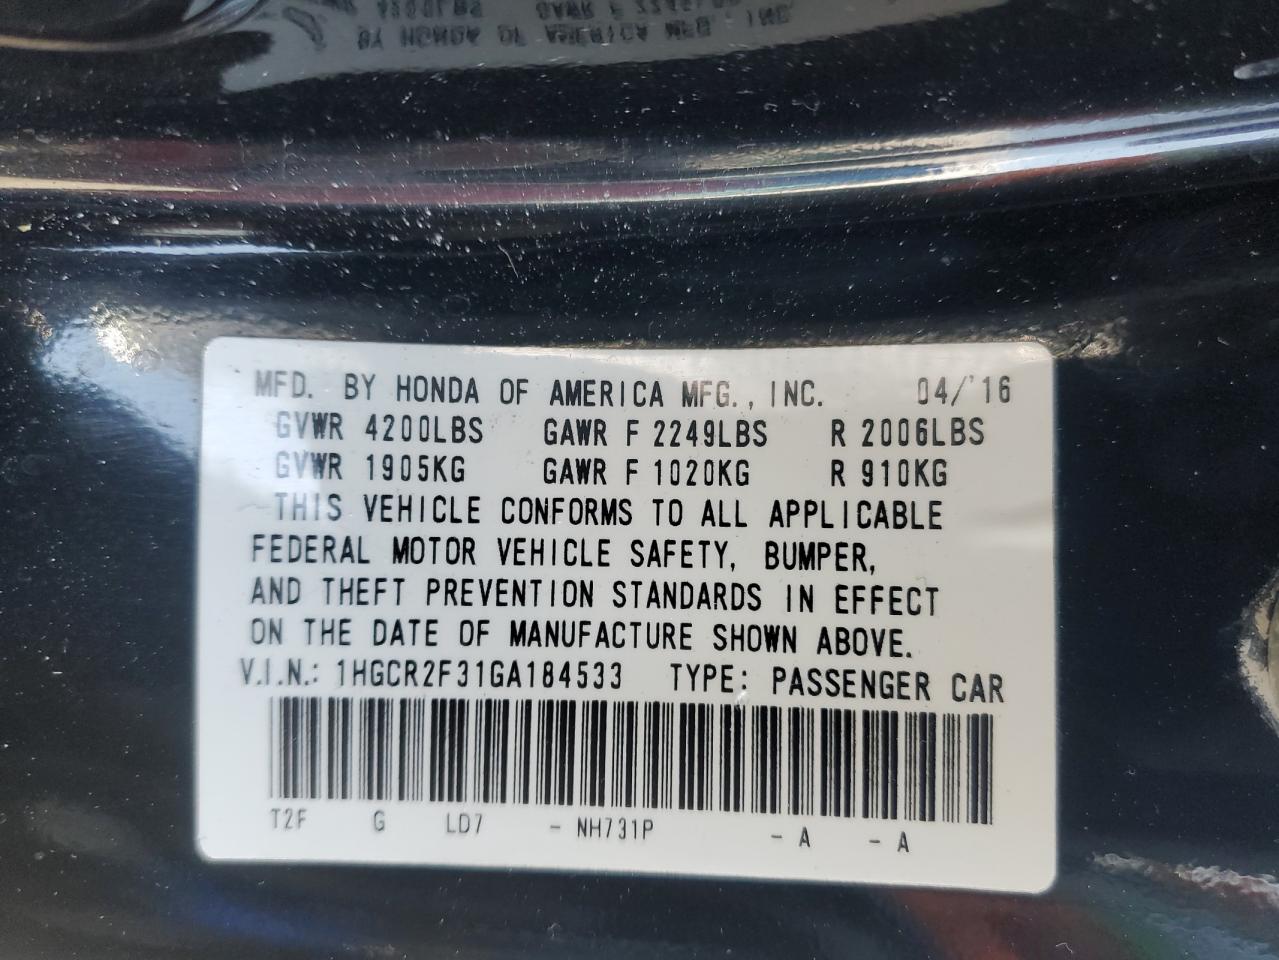 MFD. BY HONDA OF AMERICA MFG., INC. 04/'16
GVWR 4200LBS GAWR F 2249LBS R 2006LBS
GVWR 1905KG GAWR F 1020KG R 910KG
THIS VEHICLE CONFORMS TO ALL APPLICABLE
FEDERAL MOTOR VEHICLE SAFETY, BUMPER,
AND THEFT PREVENTION STANDARDS IN EFFECT
ON THE DATE OF MANUFACTURE SHOWN ABOVE.
V.I.N.: 1HGCR2F31GA184533 TYPE: PASSENGER CAR
T2F G LD7 - NH731P - A - A